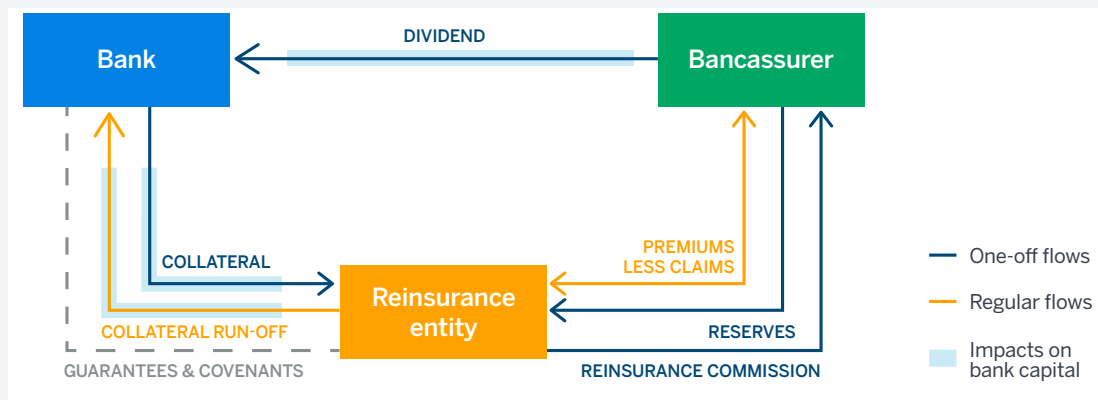 Bank
DIVIDEND
Bancassurer
COLLATERAL
PREMIUMS
LESS CLAIMS
Reinsurance
entity
COLLATERAL RUN-OFF
RESERVES
GUARANTEES & COVENANTS
REINSURANCE COMMISSION
One-off flows
Regular flows
Impacts on
bank capital